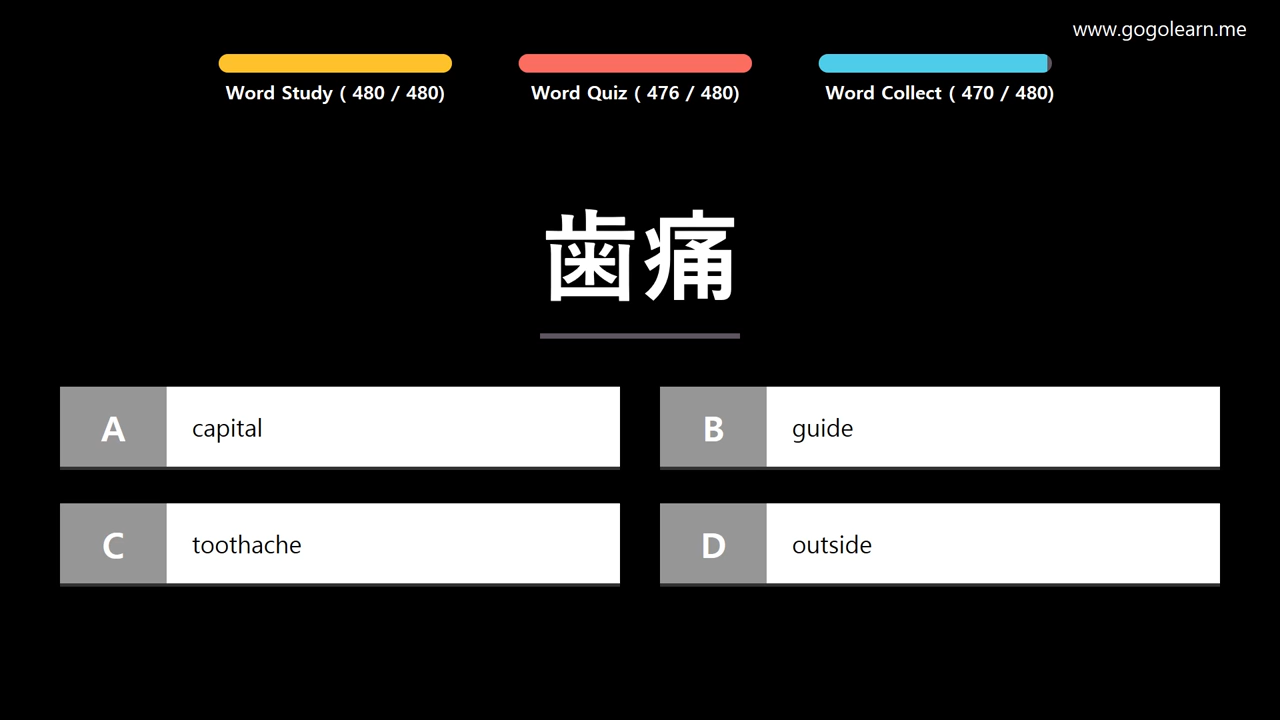 www.gogolearn.me
Word Study ( 480 / 480)
Word Quiz ( 476 / 480)
Word Collect ( 470 / 480)
歯痛
A capital
B guide
C toothache
D outside